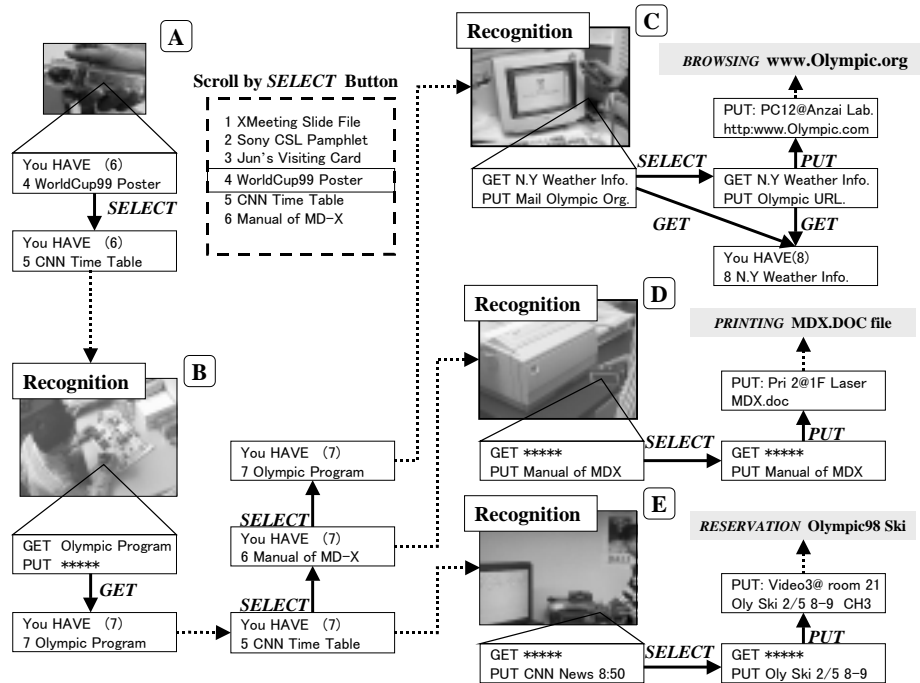 A
You HAVE (6)
4 WorldCup99 Poster
SELECT
You HAVE (6)
5 CNN Time Table
Scroll by SELECT Button
1 XMeeting Slide File
2 Sony CSL Pamphlet
3 Jun's Visiting Card
4 WorldCup99 Poster
5 CNN Time Table
6 Manual of MD-X
B
Recognition
GET Olympic Program
PUT *****
GET
You HAVE (7)
7 Olympic Program
You HAVE (7)
7 Olympic Program
SELECT
You HAVE (7)
6 Manual of MD-X
SELECT
You HAVE (7)
5 CNN Time Table
C
Recognition
GET N.Y Weather Info.
PUT Mail Olympic Org.
SELECT
GET
BROWSING www.Olympic.org
PUT: PC12@Anzai Lab.
http:www.Olympic.com
PUT
GET N.Y Weather Info.
PUT Olympic URL.
GET
You HAVE(8)
8 N.Y Weather Info.
D
Recognition
GET *****
PUT Manual of MDX
SELECT
PRINTING MDX.DOC file
PUT: Pri 2@1F Laser
MDX.doc
PUT
GET *****
PUT Manual of MDX
E
Recognition
GET *****
PUT CNN News 8:50
SELECT
RESERVATION Olympic98 Ski
PUT: Video3@ room 21
Oly Ski 2/5 8-9 CH3
PUT
GET *****
PUT Oly Ski 2/5 8-9